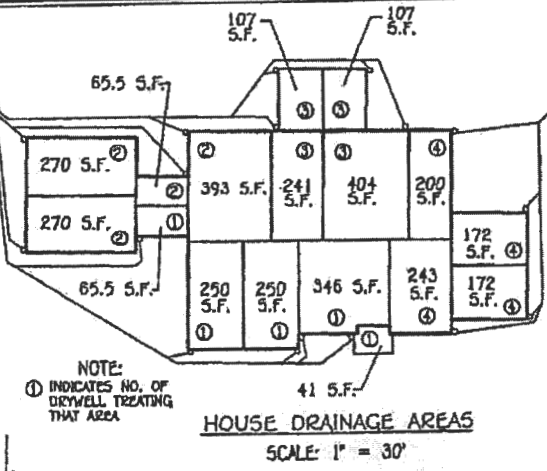 107
S.F.
107
S.F.
65.5 S.F.
③
③
270 S.F.
②
②
②
③
③
④
393 S.F.
241
S.F.
404
S.F.
200
S.F.
270 S.F.
②
①
172
S.F.
④
65.5 S.F.
250
S.F.
①
250
S.F.
①
346 S.F.
①
243
S.F.
④
172
S.F.
④
①
41 S.F.
NOTE:
① INDICATES NO. OF
DRYWELL TREATING
THAT AREA
HOUSE DRAINAGE AREAS
SCALE: 1" = 30'